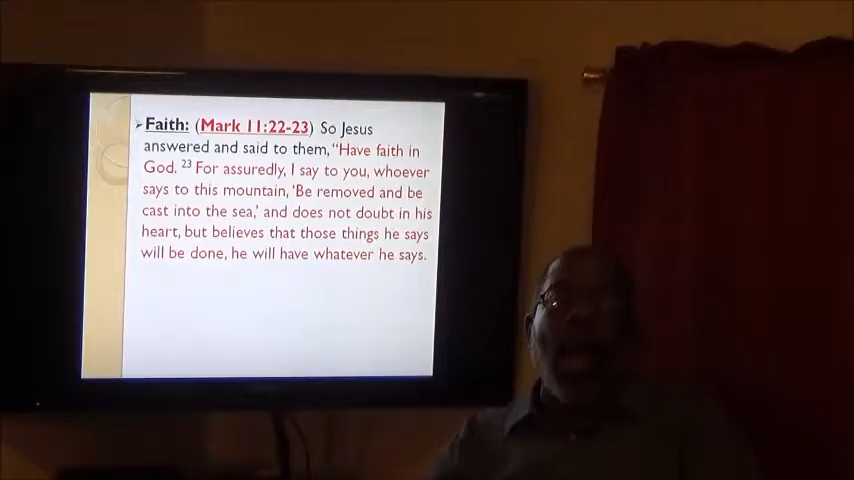 ➢ Faith: (Mark 11:22-23) So Jesus
answered and said to them, "Have faith in
God. 23 For assuredly, I say to you, whoever
says to this mountain, 'Be removed and be
cast into the sea,' and does not doubt in his
heart, but believes that those things he says
will be done, he will have whatever he says.